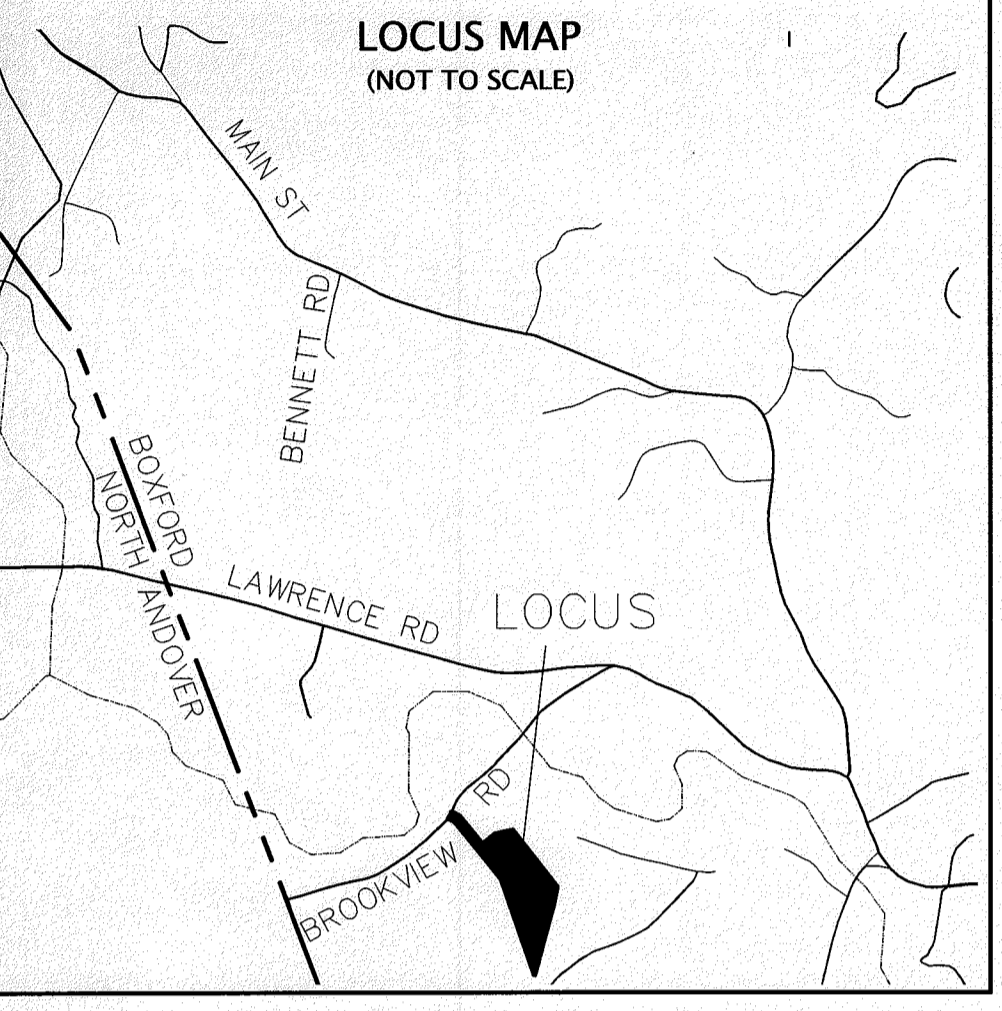 LOCUS MAP
(NOT TO SCALE)
MAIN ST
BENNETT RD
BOXFORD
NORTH ANDOVER
LAWRENCE RD
LOCUS
BROOKVIEW RD